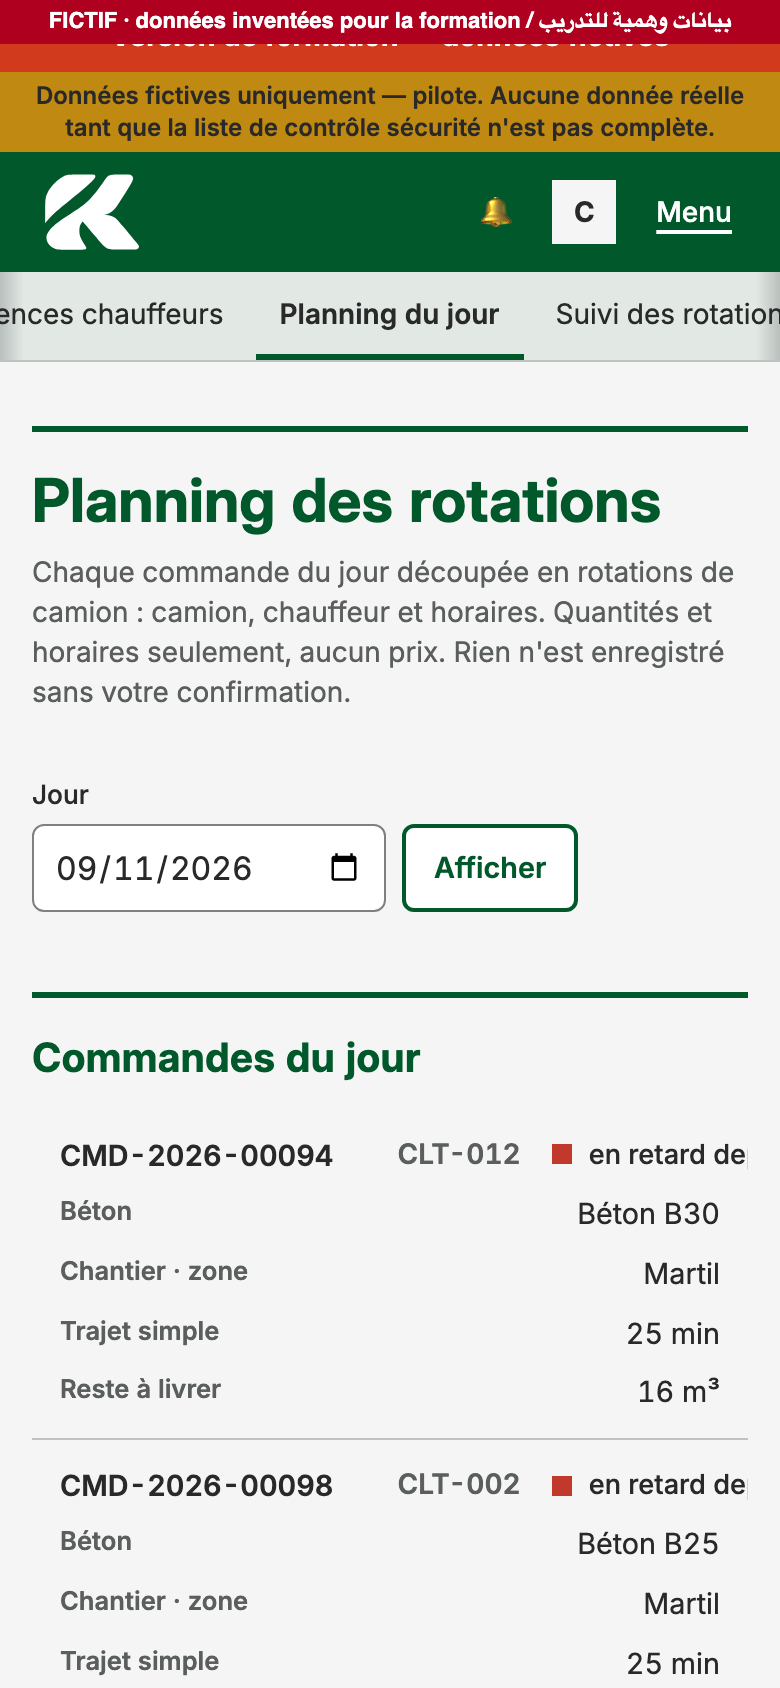 FICTIF · données inventées pour la formation / بيانات وهمية للتدريب
Données fictives uniquement — pilote. Aucune donnée réelle
tant que la liste de contrôle sécurité n'est pas complète.
C
Menu
ences chauffeurs
Planning du jour
Suivi des rotation
Planning des rotations
Chaque commande du jour découpée en rotations de
camion : camion, chauffeur et horaires. Quantités et
horaires seulement, aucun prix. Rien n'est enregistré
sans votre confirmation.
Jour
09/11/2026
Afficher
Commandes du jour
CMD-2026-00094 CLT-012 en retard de
Béton Béton B30
Chantier · zone Martil
Trajet simple 25 min
Reste à livrer 16 m³
CMD-2026-00098 CLT-002 en retard de
Béton Béton B25
Chantier · zone Martil
Trajet simple 25 min